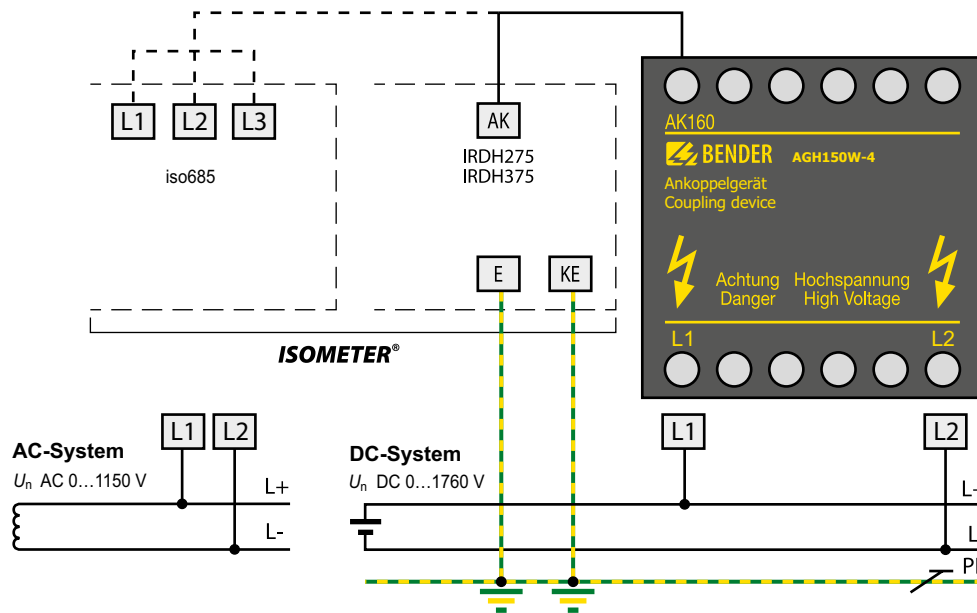 L1 L2 L3
iso685
AK
IRDH275
IRDH375
E KE
ISOMETER®
AK160
BENDER AGH150W-4
Ankoppelgerät
Coupling device
Achtung Hochspannung
Danger High Voltage
L1 L2
L1 L2
AC-System
Un AC 0...1150 V
L+
L-
L1 L2
DC-System
Un DC 0...1760 V